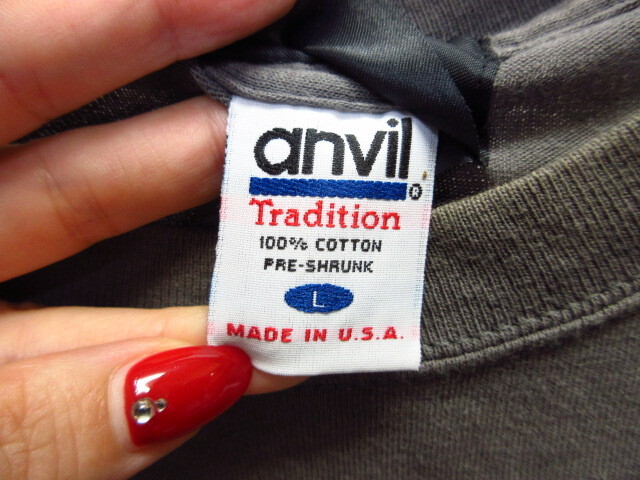 anvil®
Tradition
100% COTTON
PRE-SHRUNK
L
MADE IN U.S.A.